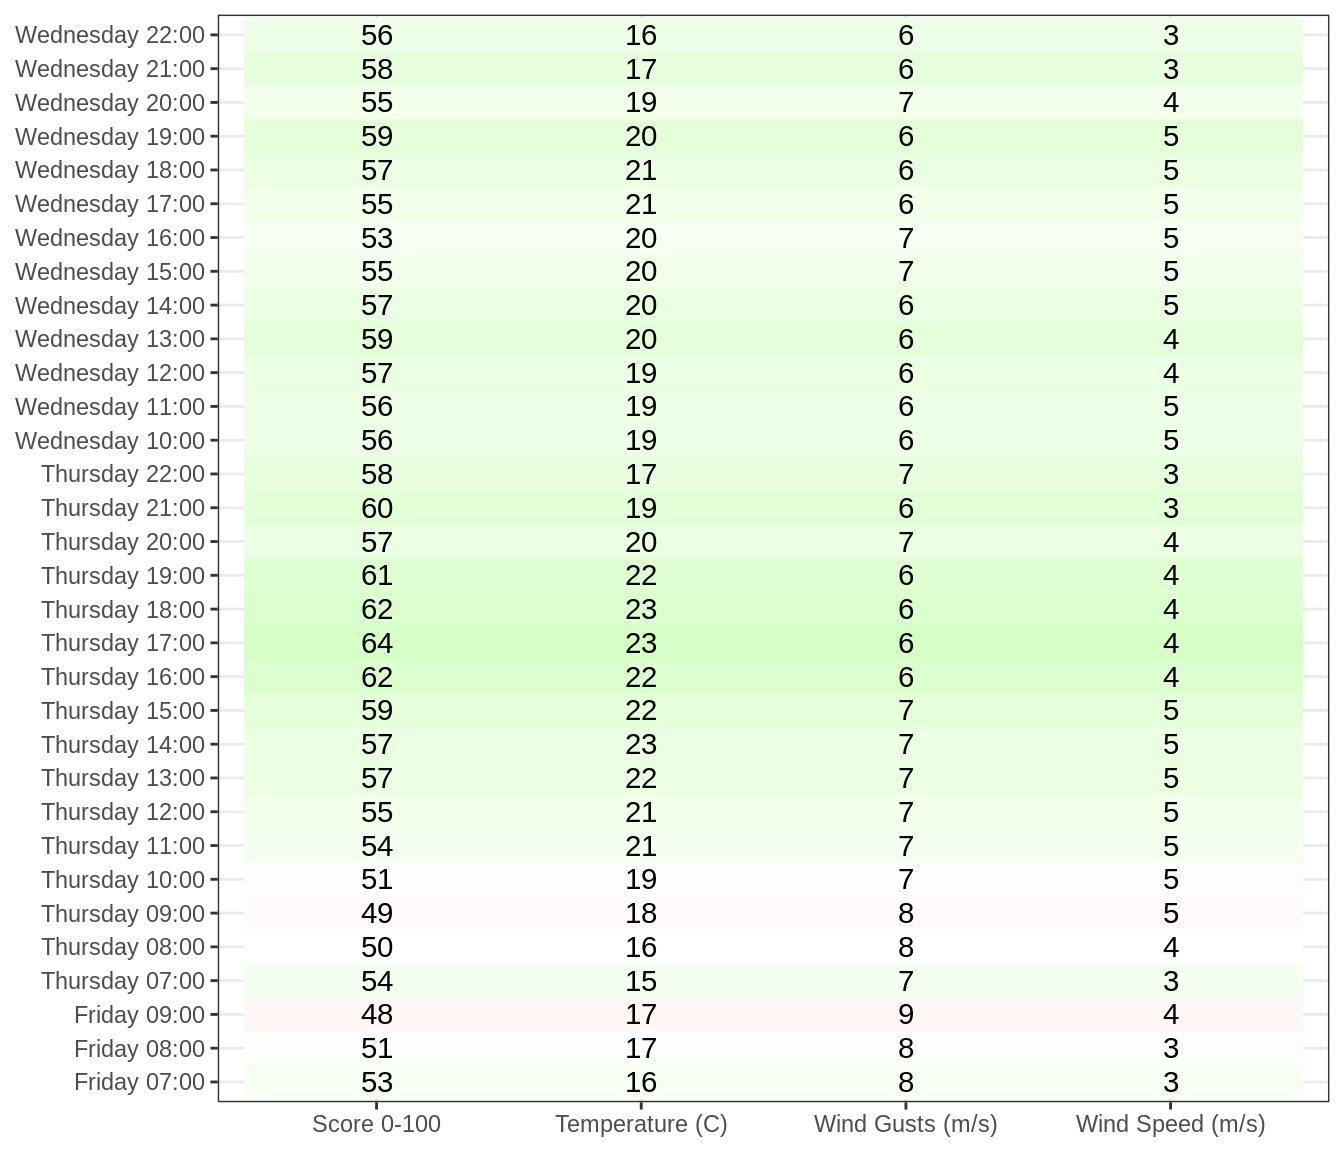 Wednesday 22:00 56 16 6 3
Wednesday 21:00 58 17 6 3
Wednesday 20:00 55 19 7 4
Wednesday 19:00 59 20 6 5
Wednesday 18:00 57 21 6 5
Wednesday 17:00 55 21 6 5
Wednesday 16:00 53 20 7 5
Wednesday 15:00 55 20 7 5
Wednesday 14:00 57 20 6 5
Wednesday 13:00 59 20 6 4
Wednesday 12:00 57 19 6 4
Wednesday 11:00 56 19 6 5
Wednesday 10:00 56 19 6 5
Thursday 22:00 58 17 7 3
Thursday 21:00 60 19 6 3
Thursday 20:00 57 20 7 4
Thursday 19:00 61 22 6 4
Thursday 18:00 62 23 6 4
Thursday 17:00 64 23 6 4
Thursday 16:00 62 22 6 4
Thursday 15:00 59 22 7 5
Thursday 14:00 57 23 7 5
Thursday 13:00 57 22 7 5
Thursday 12:00 55 21 7 5
Thursday 11:00 54 21 7 5
Thursday 10:00 51 19 7 5
Thursday 09:00 49 18 8 5
Thursday 08:00 50 16 8 4
Thursday 07:00 54 15 7 3
Friday 09:00 48 17 9 4
Friday 08:00 51 17 8 3
Friday 07:00 53 16 8 3
Score 0-100 Temperature (C) Wind Gusts (m/s) Wind Speed (m/s)